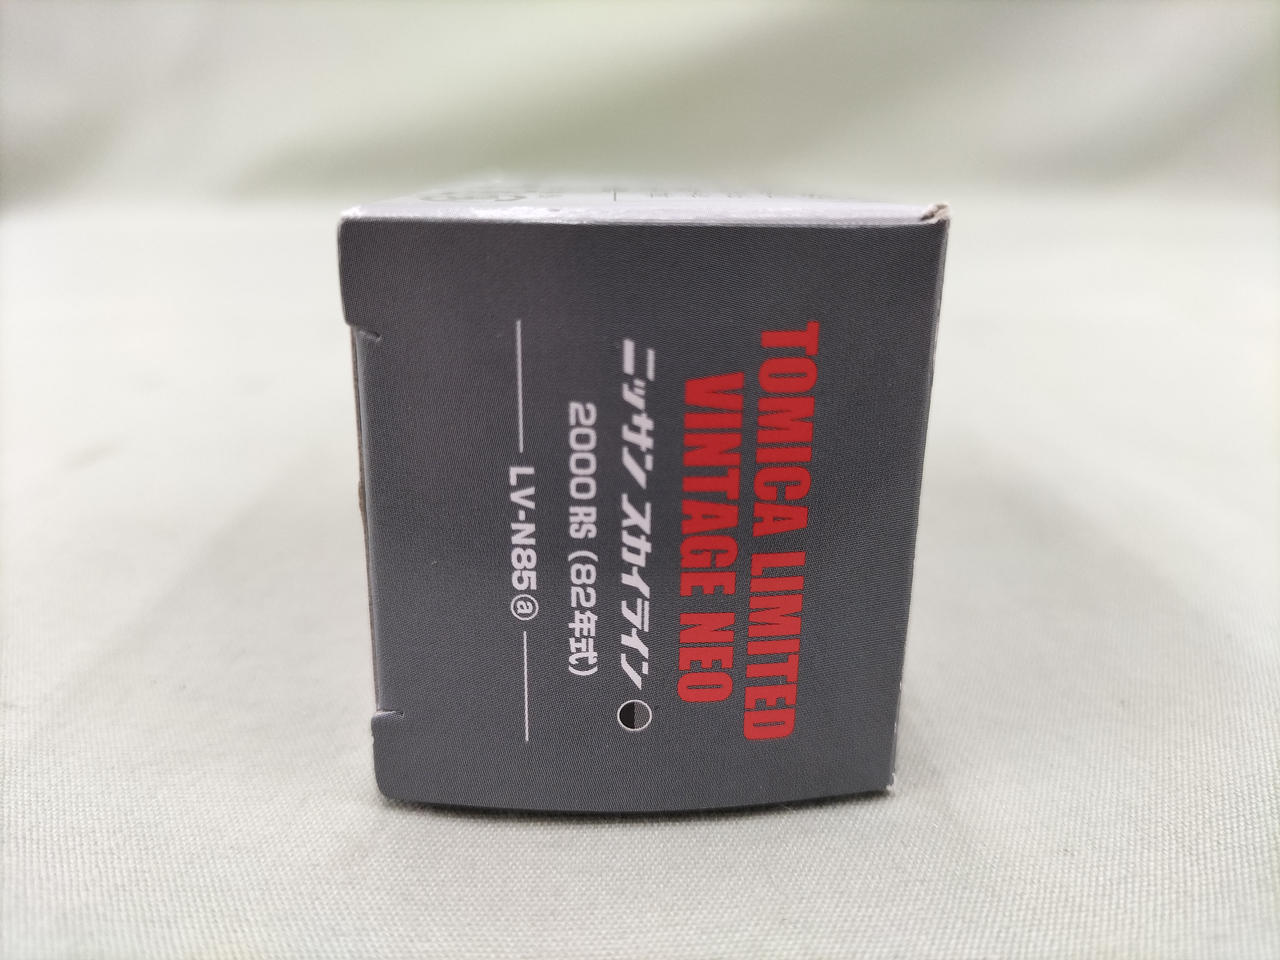 TOMICA LIMITED
VINTAGE NEO
ニッサン スカイライン
2000 RS (82年式)
LV-N85ⓐ